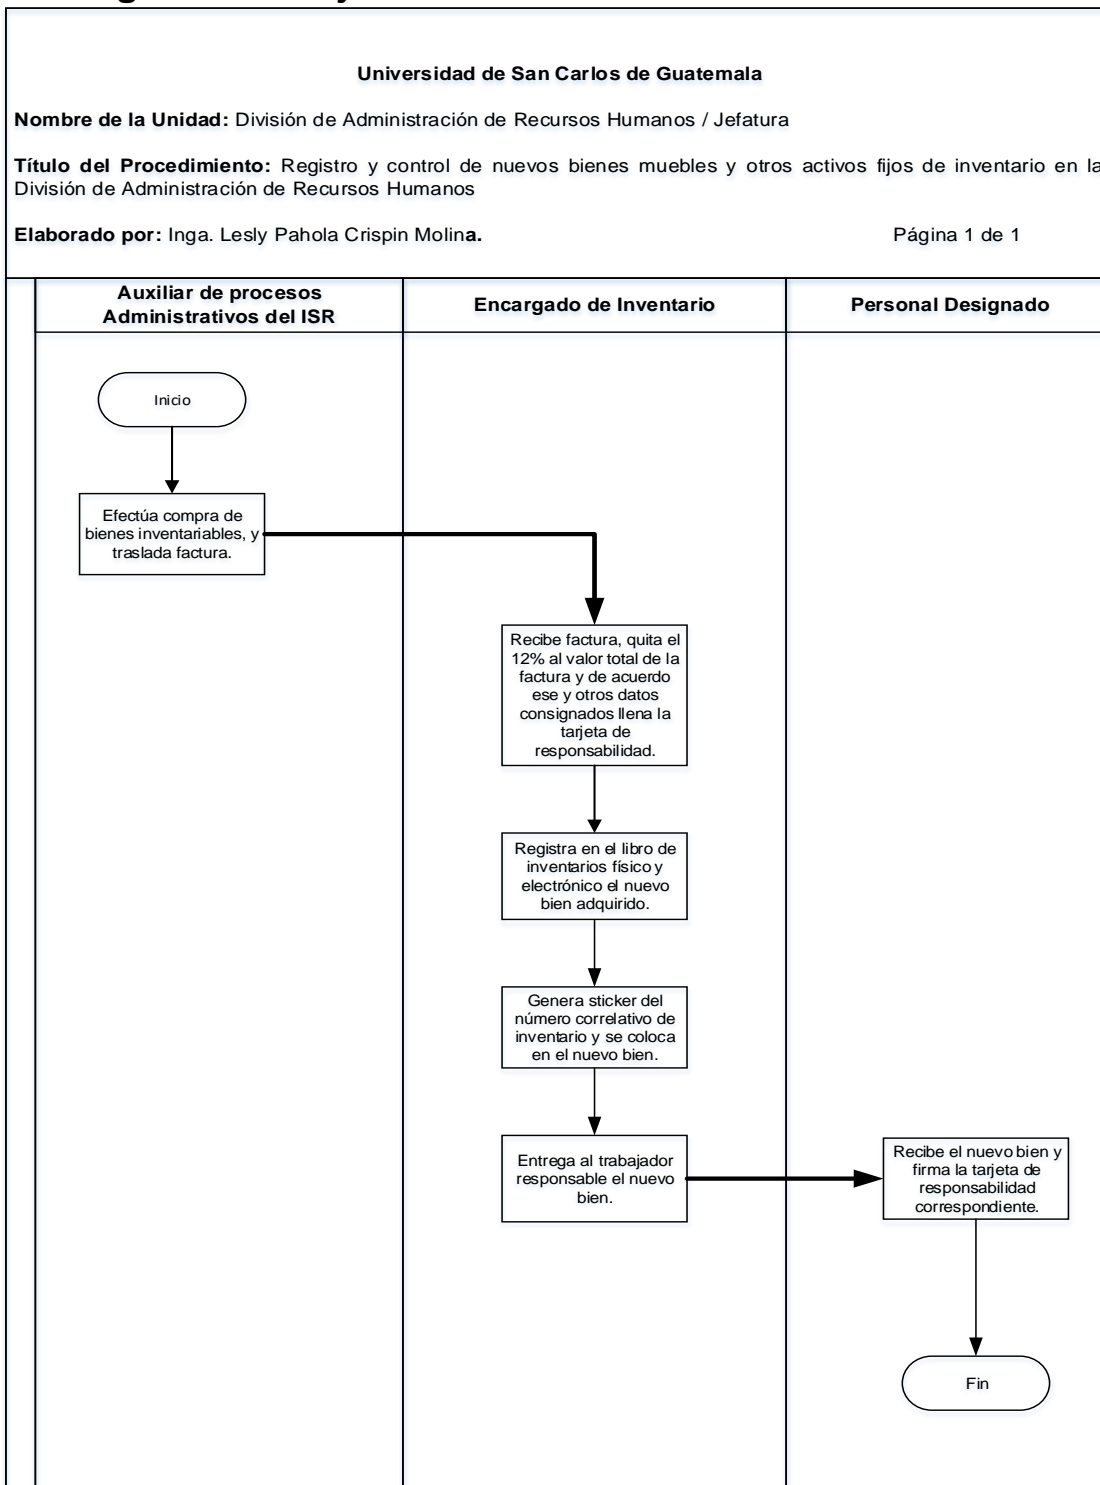 Universidad de San Carlos de Guatemala
Nombre de la Unidad: División de Administración de Recursos Humanos / Jefatura
Título del Procedimiento: Registro y control de nuevos bienes muebles y otros activos fijos de inventario en la
División de Administración de Recursos Humanos
Elaborado por: Inga. Lesly Pahola Crispin Molina.
Página 1 de 1
Auxiliar de procesos
Administrativos del ISR
Encargado de Inventario
Personal Designado
Inicio
Efectúa compra de
bienes inventariables, y
traslada factura.
Recibe factura, quita el
12% al valor total de la
factura y de acuerdo
ese y otros datos
consignados llena la
tarjeta de
responsabilidad.
Registra en el libro de
inventarios físico y
electrónico el nuevo
bien adquirido.
Genera sticker del
número correlativo de
inventario y se coloca
en el nuevo bien.
Entrega al trabajador
responsable el nuevo
bien.
Recibe el nuevo bien y
firma la tarjeta de
responsabilidad
correspondiente.
Fin